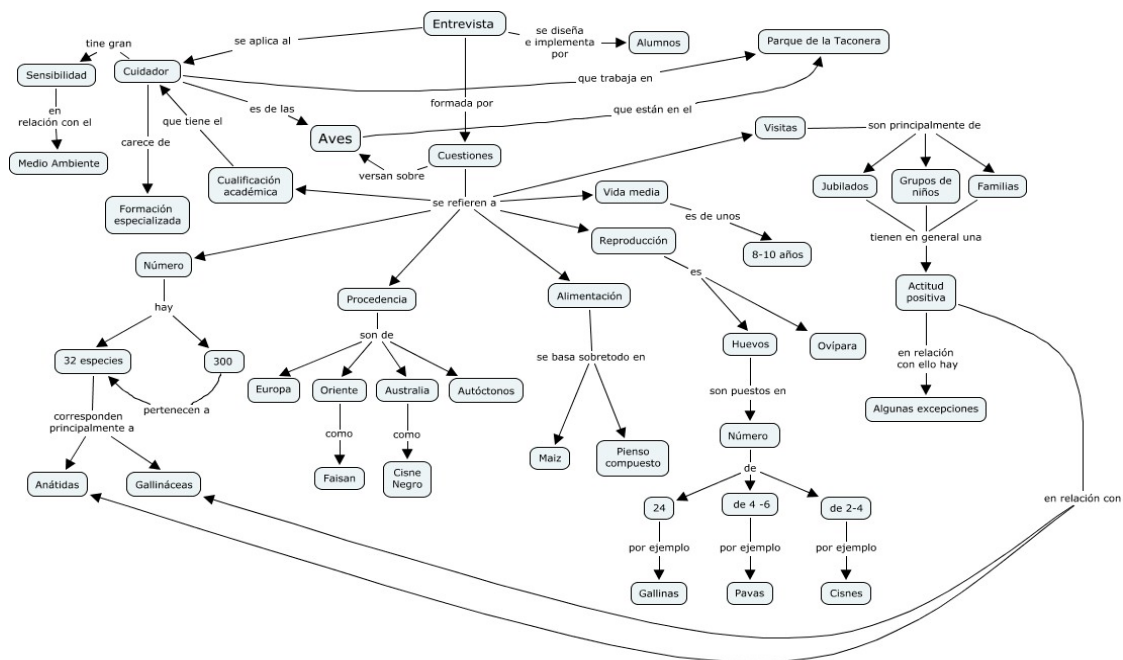 Entrevista
se diseña
e implementa
por
Alumnos
Parque de la Taconera
se aplica al
tine gran
Sensibilidad
Cuidador
que trabaja en
en
relación con el
Medio Ambiente
carece de
Formación
especializada
que tiene el
Cualificación
académica
es de las
Aves
que están en el
formada por
Cuestiones
versan sobre
se refieren a
Visitas
son principalmente de
Jubilados
Grupos de
niños
Familias
tienen en general una
Actitud
positiva
en relación
con ello hay
Algunas excepciones
en relación con
Vida media
es de unos
8-10 años
Reproducción
es
Huevos
Ovípara
son puestos en
Número
de
24
de 4 -6
de 2-4
por ejemplo
por ejemplo
por ejemplo
Gallinas
Pavas
Cisnes
Número
hay
32 especies
300
pertenecen a
corresponden
principalmente a
Anátidas
Gallináceas
Procedencia
son de
Europa
Oriente
Australia
Autóctonos
como
como
Faisan
Cisne
Negro
Alimentación
se basa sobretodo en
Maiz
Pienso
compuesto